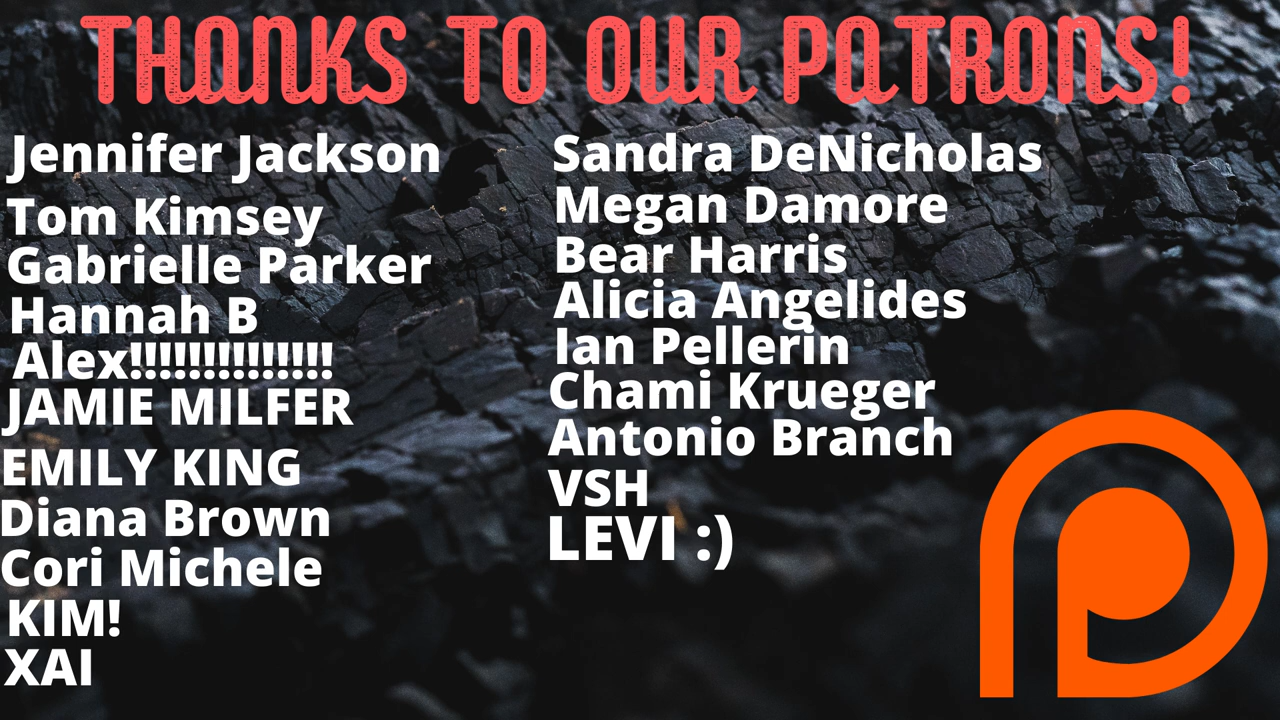 THANKS TO OUR PATRONS!
Jennifer Jackson
Tom Kimsey
Gabrielle Parker
Hannah B
Alex!!!!!!!!!!!!!!
JAMIE MILFER
EMILY KING
Diana Brown
Cori Michele
KIM!
XAI
Sandra DeNicholas
Megan Damore
Bear Harris
Alicia Angelides
Ian Pellerin
Chami Krueger
Antonio Branch
VSH
LEVI :)